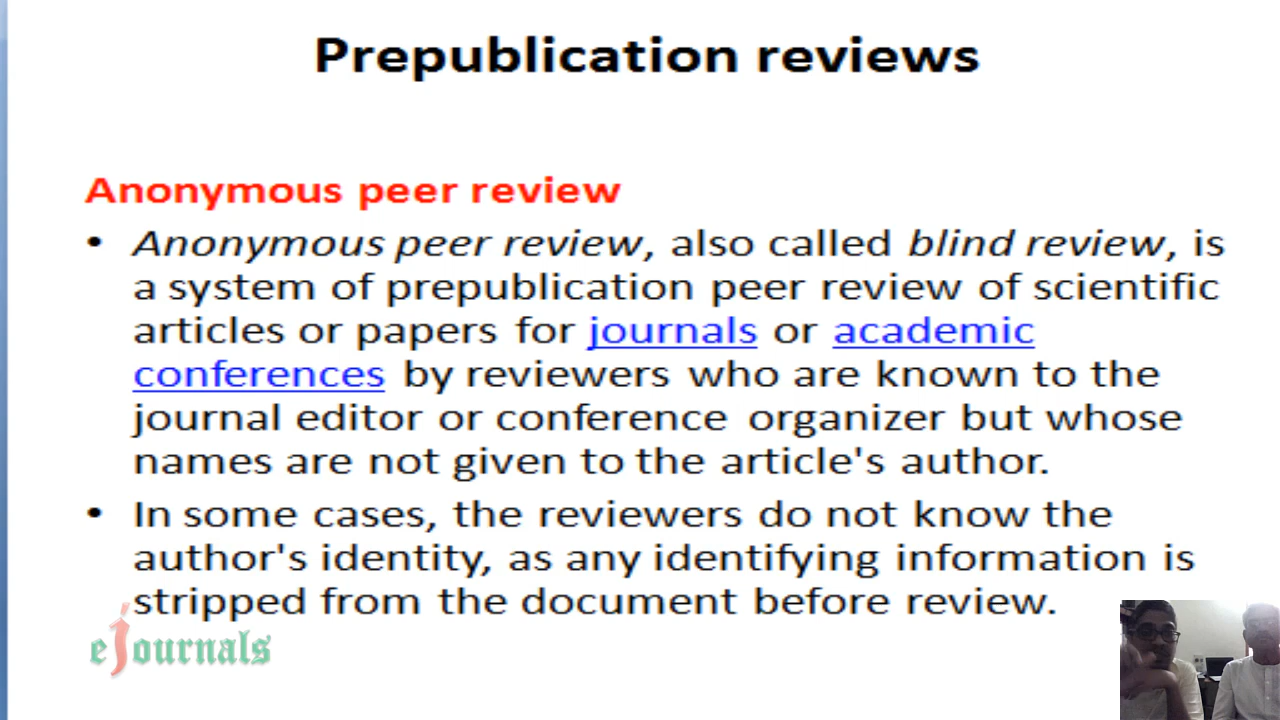 Prepublication reviews
Anonymous peer review
• Anonymous peer review, also called blind review, is
a system of prepublication peer review of scientific
articles or papers for journals or academic
conferences by reviewers who are known to the
journal editor or conference organizer but whose
names are not given to the article's author.
• In some cases, the reviewers do not know the
author's identity, as any identifying information is
stripped from the document before review.
eJournals